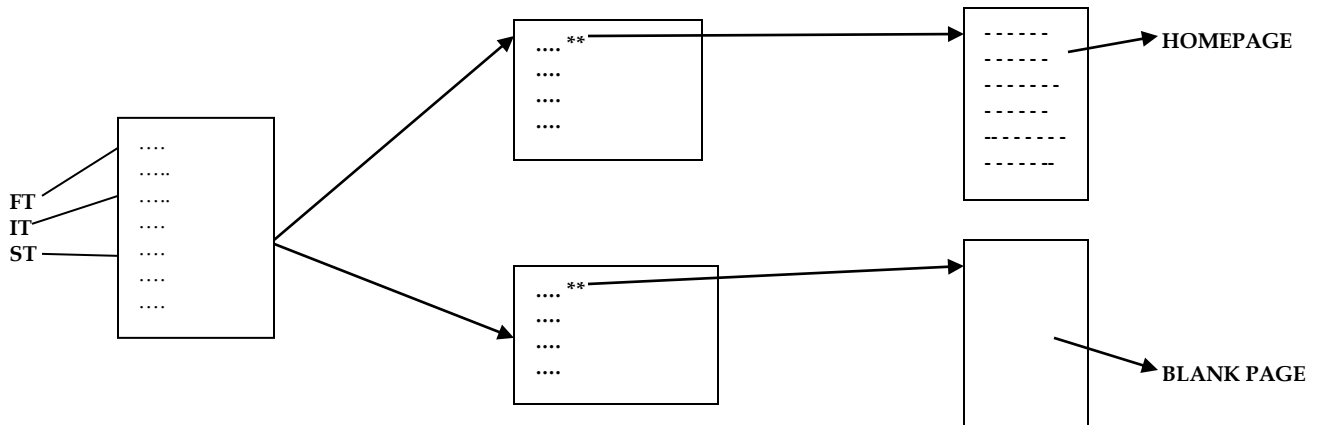 FT
IT
ST
....
.....
.....
....
....
....
....
.... **
....
....
....
- - - - - -
- - - - - -
- - - - - - -
- - - - - -
-- - - - - - -
- - - - - --
HOMEPAGE
.... **
....
....
....
BLANK PAGE